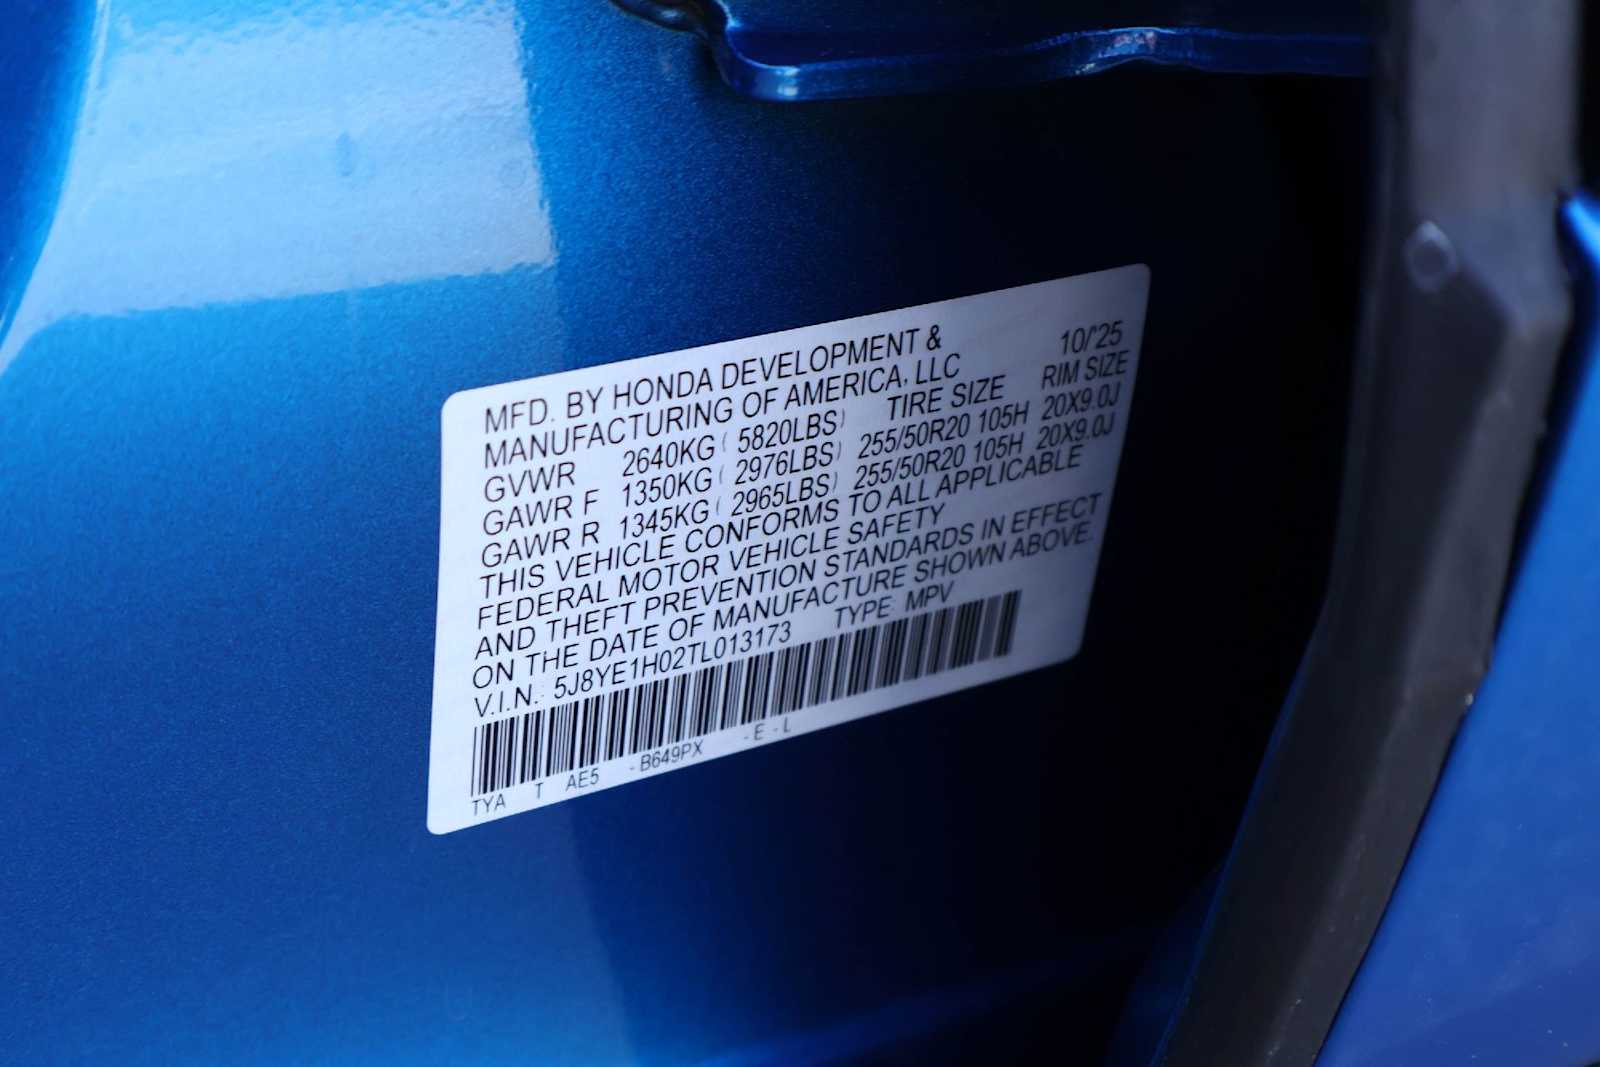 MFD. BY HONDA DEVELOPMENT & 10/'25
MANUFACTURING OF AMERICA, LLC
TIRE SIZE RIM SIZE
GVWR 2640KG ( 5820LBS)
GAWR F 1350KG ( 2976LBS) 255/50R20 105H 20X9.0J
GAWR R 1345KG ( 2965LBS) 255/50R20 105H 20X9.0J
THIS VEHICLE CONFORMS TO ALL APPLICABLE
FEDERAL MOTOR VEHICLE SAFETY
AND THEFT PREVENTION STANDARDS IN EFFECT
ON THE DATE OF MANUFACTURE SHOWN ABOVE.
V.I.N.: 5J8YE1H02TL013173 TYPE: MPV
TYA T AE5 - B649PX - E - L